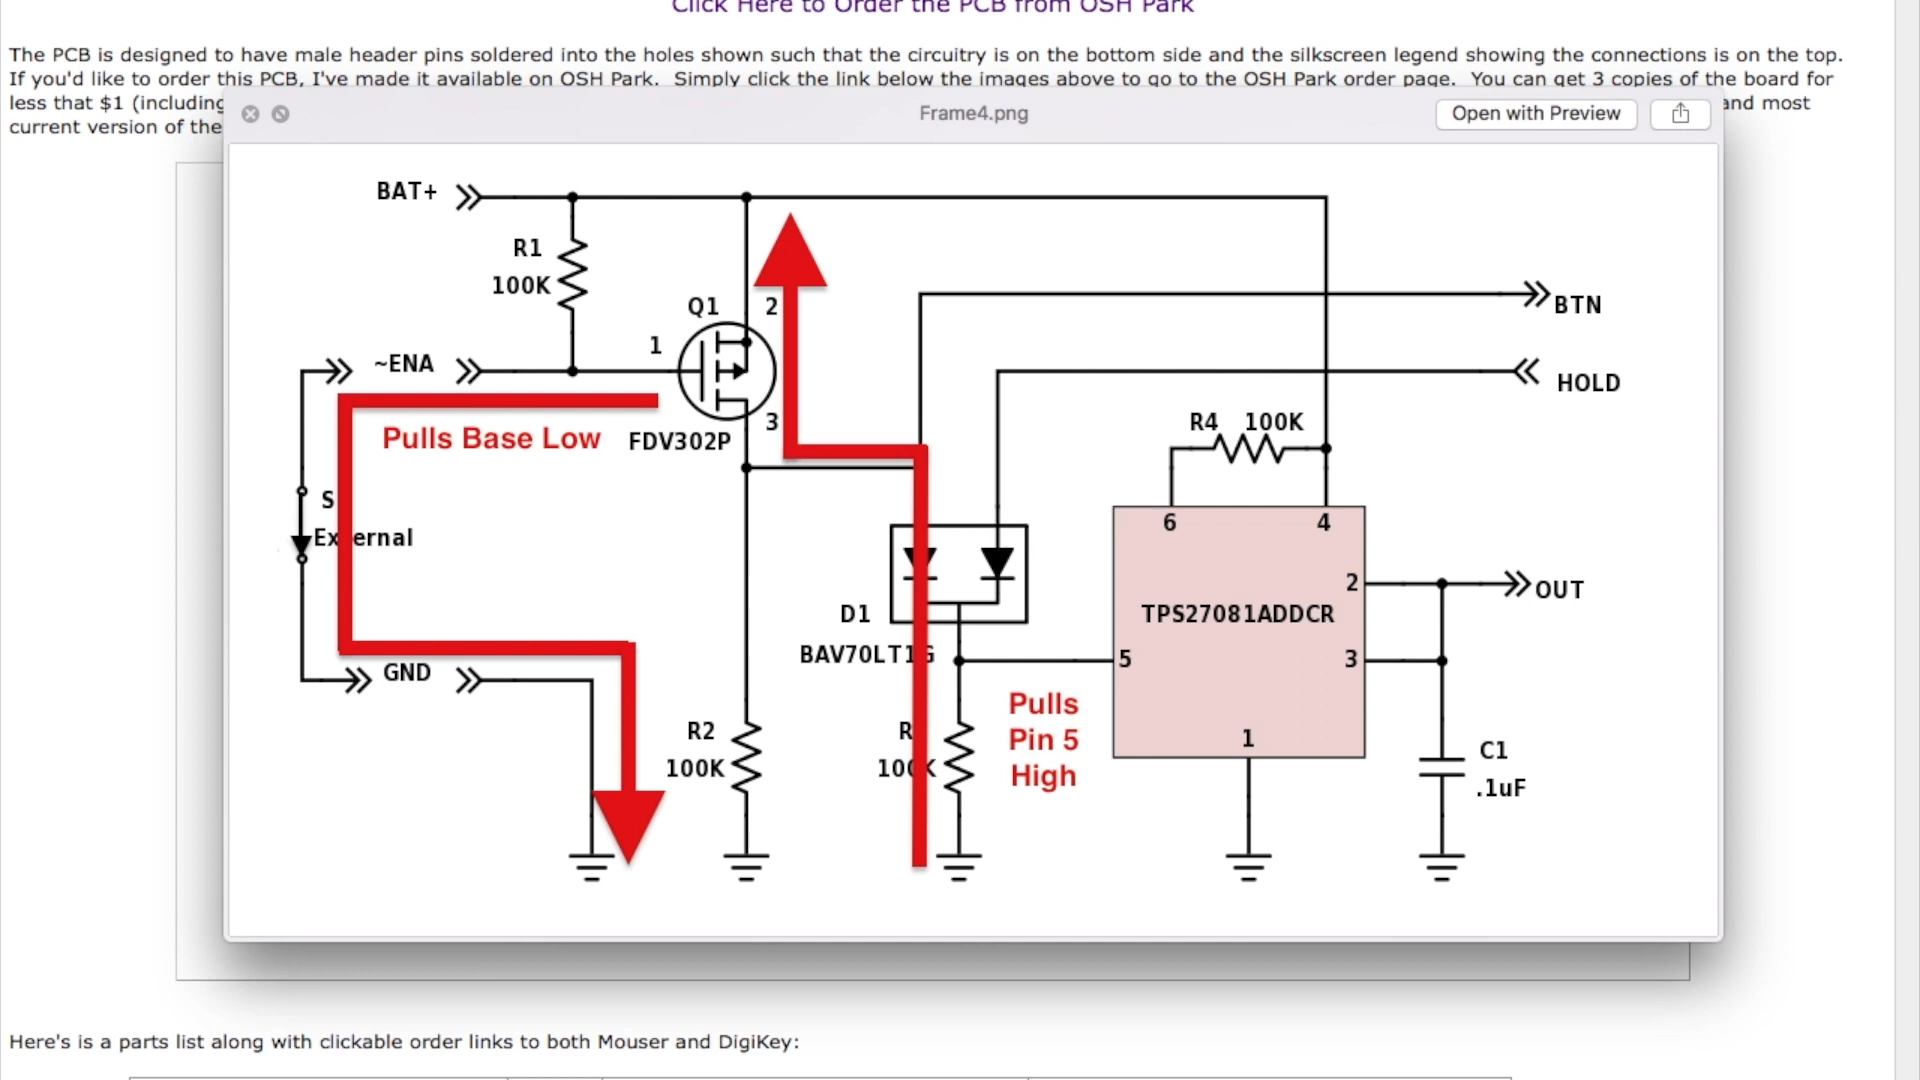 Click Here to Order the PCB from OSH Park
The PCB is designed to have male header pins soldered into the holes shown such that the circuitry is on the bottom side and the silkscreen legend showing the connections is on the top.
If you'd like to order this PCB, I've made it available on OSH Park.  Simply click the link below the images above to go to the OSH Park order page.  You can get 3 copies of the board for
less that $1 (including
and most
current version of the
Frame4.png
Open with Preview
BAT+
R1
100K
Q1
2
1
~ENA
3
FDV302P
Pulls Base Low
BTN
HOLD
R4 100K
S
External
6
4
2
OUT
D1
TPS27081ADDCR
BAV70LT1G
5
3
GND
Pulls
Pin 5
High
R2
100K
R
100K
1
C1
.1uF
Here's is a parts list along with clickable order links to both Mouser and DigiKey: